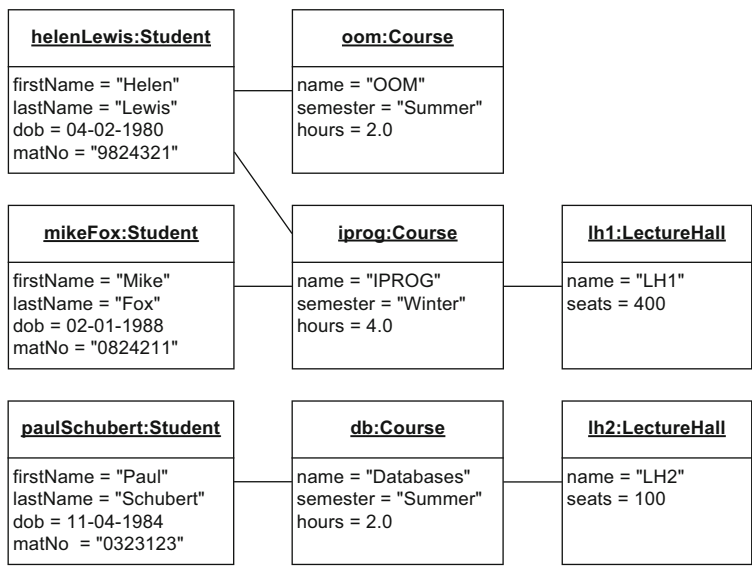 helenLewis:Student
firstName = "Helen"
lastName = "Lewis"
dob = 04-02-1980
matNo = "9824321"
oom:Course
name = "OOM"
semester = "Summer"
hours = 2.0
mikeFox:Student
firstName = "Mike"
lastName = "Fox"
dob = 02-01-1988
matNo = "0824211"
iprog:Course
name = "IPROG"
semester = "Winter"
hours = 4.0
lh1:LectureHall
name = "LH1"
seats = 400
paulSchubert:Student
firstName = "Paul"
lastName = "Schubert"
dob = 11-04-1984
matNo  = "0323123"
db:Course
name = "Databases"
semester = "Summer"
hours = 2.0
lh2:LectureHall
name = "LH2"
seats = 100